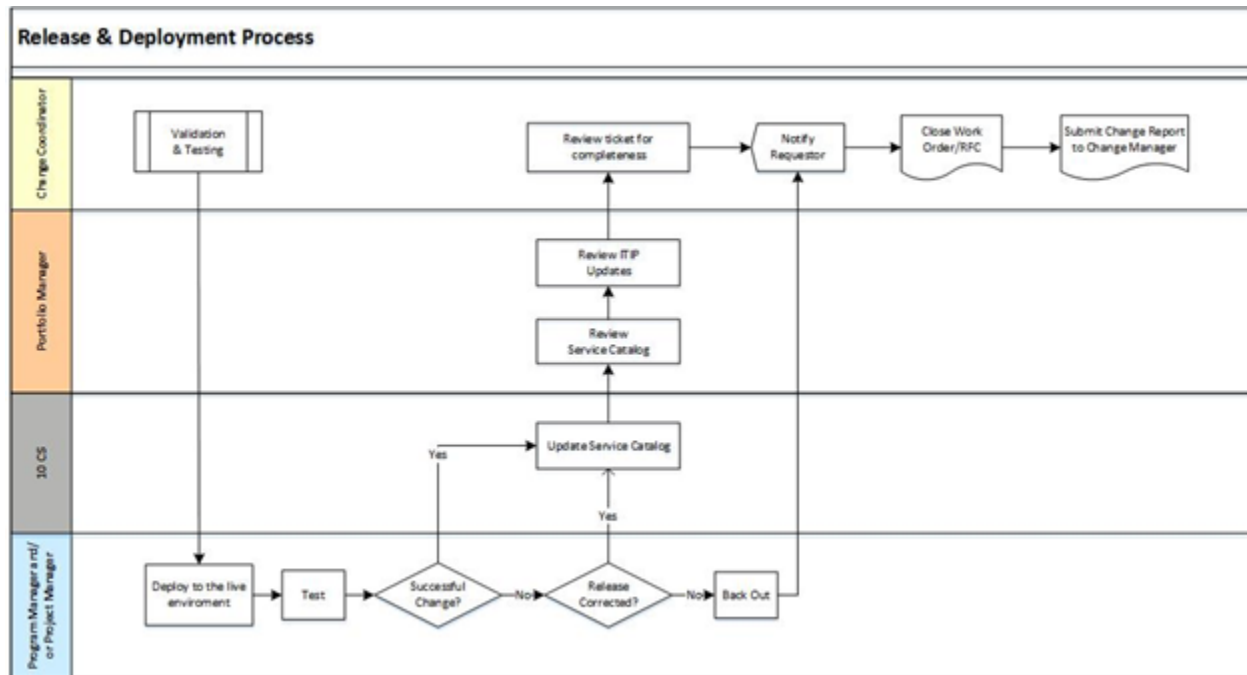 Release & Deployment Process
Change Coordinator
Validation
& Testing
Review ticket for
completeness
Notify
Requestor
Close Work
Order/RFC
Submit Change Report
to Change Manager
Portfolio Manager
Review ITIP
Updates
Review
Service Catalog
10 CS
Yes
Update Service Catalog
Yes
Program Manager and/
or Project Manager
Deploy to the live
enviroment
Test
Successful
Change?
No
Release
Corrected?
No
Back Out